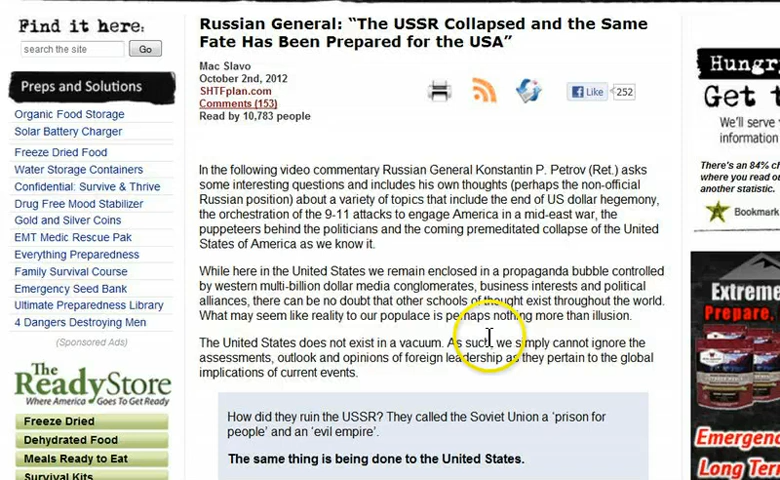 Find it here:
search the site
Go
Preps and Solutions
Organic Food Storage
Solar Battery Charger
Freeze Dried Food
Water Storage Containers
Confidential: Survive & Thrive
Drug Free Mood Stabilizer
Gold and Silver Coins
EMT Medic Rescue Pak
Everything Preparedness
Family Survival Course
Emergency Seed Bank
Ultimate Preparedness Library
4 Dangers Destroying Men
(Sponsored Ads)
The
ReadyStore
Where America Goes To Get Ready
Freeze Dried
Dehydrated Food
Meals Ready to Eat
Survival Kits
Russian General: “The USSR Collapsed and the Same
Fate Has Been Prepared for the USA”
Mac Slavo
October 2nd, 2012
SHTFplan.com
Comments (153)
Read by 10,783 people
Like
252
In the following video commentary Russian General Konstantin P. Petrov (Ret.) asks
some interesting questions and includes his own thoughts (perhaps the non-official
Russian position) about a variety of topics that include the end of US dollar hegemony,
the orchestration of the 9-11 attacks to engage America in a mid-east war, the
puppeteers behind the politicians and the coming premeditated collapse of the United
States of America as we know it.
While here in the United States we remain enclosed in a propaganda bubble controlled
by western multi-billion dollar media conglomerates, business interests and political
alliances, there can be no doubt that other schools of thought exist throughout the world.
What may seem like reality to our populace is perhaps nothing more than illusion.
The United States does not exist in a vacuum. As such, we simply cannot ignore the
assessments, outlook and opinions of foreign leadership as they pertain to the global
implications of current events.
How did they ruin the USSR? They called the Soviet Union a ‘prison for
people’ and an ‘evil empire’.
The same thing is being done to the United States.
Hungr
Get t
We'll serve
information
There's an 84% ch
where you read ou
another statistic.
Bookmark
Extreme
Prepare,
Emergenc
Long Ter